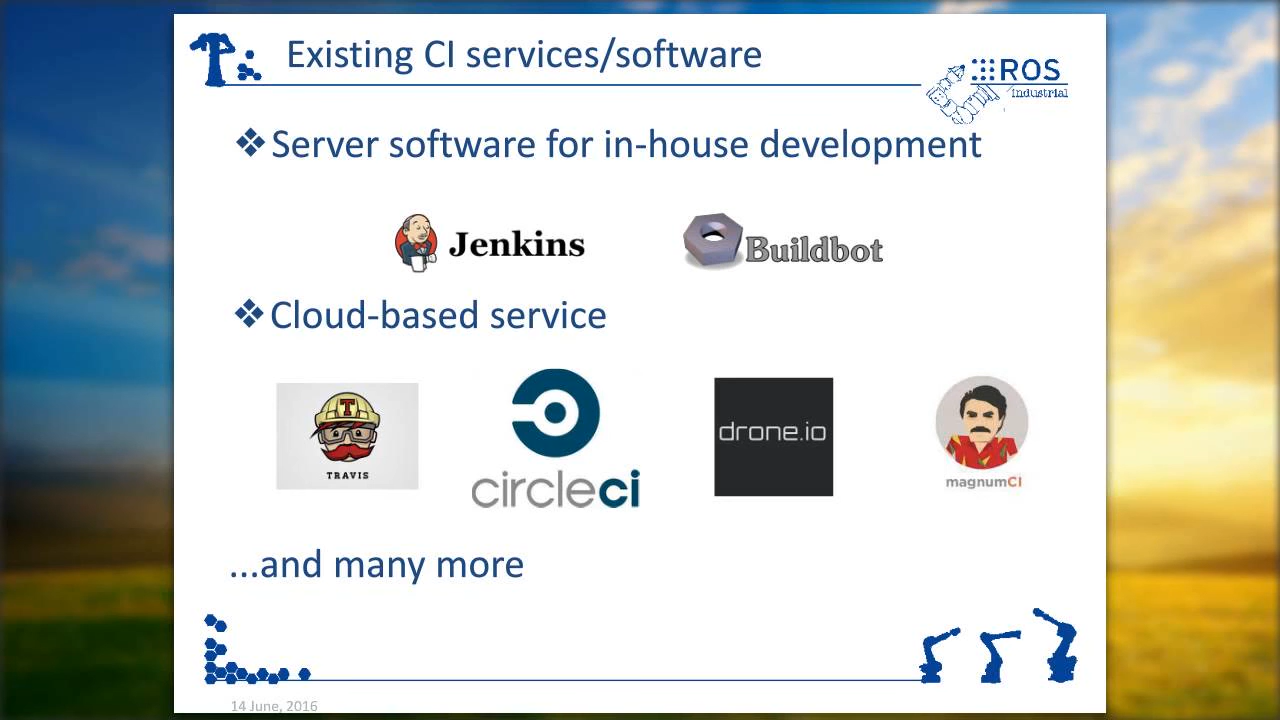 Existing CI services/software
ROS
Industrial
❖Server software for in-house development
Jenkins
Buildbot
❖Cloud-based service
T
TRAVIS
circleci
drone.io
magnumCI
...and many more
14 June, 2016